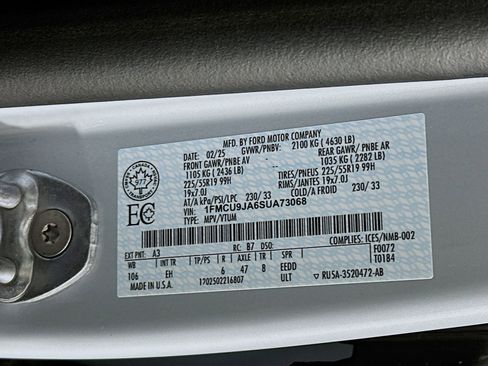 MFD. BY FORD MOTOR COMPANY
02/25 GVWR/PNBV: 2100 KG ( 4630 LB)
FRONT GAWR/PNBE AV REAR GAWR/ PNBE AR
1105 KG ( 2436 LB) 1035 KG ( 2282 LB)
225/55R19 99H TIRES/PNEUS 225/55R19 99H
19x7.0J RIMS/JANTES 19x7.0J
AT/A kPa/PSI/LPC 230/ 33 COLD/A FROID 230/ 33
VIN: 1FMCU9JA6SUA73068
TYPE: MPV/VTUM
CANADA
977
EC
COMPLIES: ICES/NMB-002
EXT PNT: A3 RC: B7 DSO: F0072
WB INT TR TP/PS R AXLE TR T0184
106 EH 6 47 8 EEDD
MADE IN U.S.A. 1202502216807 ULT RU5A-3520472-AB